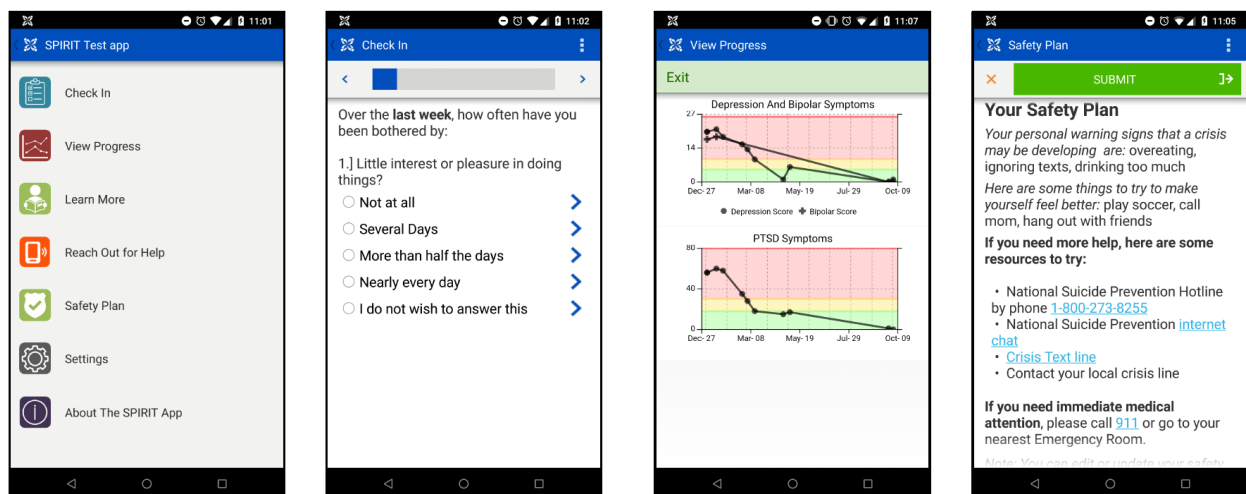 11:01
SPIRIT Test app
Check In
View Progress
Learn More
Reach Out for Help
Safety Plan
Settings
About The SPIRIT App
11:02
Check In
Over the last week, how often have you
been bothered by:
1.] Little interest or pleasure in doing
things?
Not at all
Several Days
More than half the days
Nearly every day
I do not wish to answer this
11:07
View Progress
Exit
Depression And Bipolar Symptoms
27
14
0
Dec- 27 Mar- 08 May- 19 Jul- 29 Oct- 09
Depression Score Bipolar Score
PTSD Symptoms
80
40
0
Dec- 27 Mar- 08 May- 19 Jul- 29 Oct- 09
11:05
Safety Plan
SUBMIT
Your Safety Plan
Your personal warning signs that a crisis
may be developing are: overeating,
ignoring texts, drinking too much
Here are some things to try to make
yourself feel better: play soccer, call
mom, hang out with friends
If you need more help, here are some
resources to try:
• National Suicide Prevention Hotline
by phone 1-800-273-8255
• National Suicide Prevention internet
chat
• Crisis Text line
• Contact your local crisis line
If you need immediate medical
attention, please call 911 or go to your
nearest Emergency Room.
Note: You can edit or update your safety